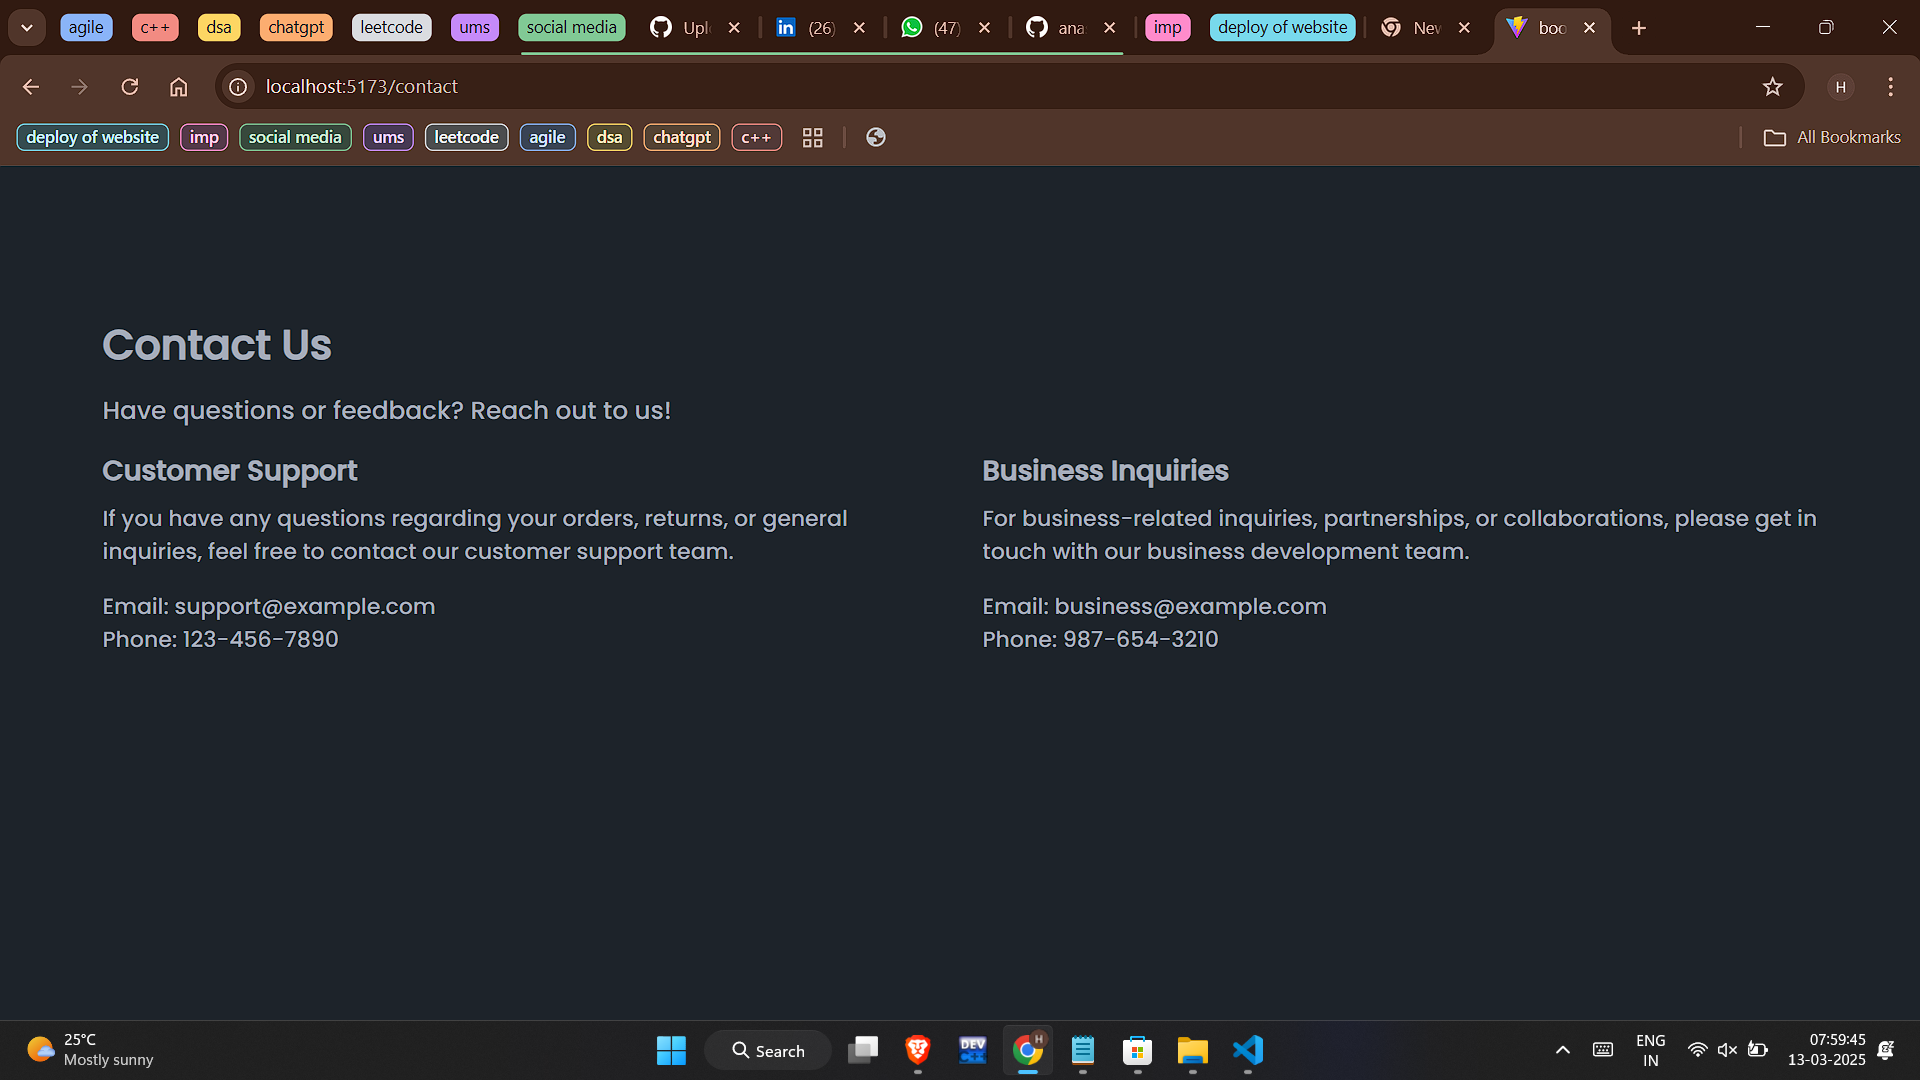 agile
c++
dsa
chatgpt
leetcode
ums
social media
Upl
(26)
(47)
ana
imp
deploy of website
New
boo
localhost:5173/contact
H
deploy of website
imp
social media
ums
leetcode
agile
dsa
chatgpt
c++
All Bookmarks
Contact Us
Have questions or feedback? Reach out to us!
Customer Support
If you have any questions regarding your orders, returns, or general
inquiries, feel free to contact our customer support team.
Email: support@example.com
Phone: 123-456-7890
Business Inquiries
For business-related inquiries, partnerships, or collaborations, please get in
touch with our business development team.
Email: business@example.com
Phone: 987-654-3210
25°C
Mostly sunny
Search
DEV
H
ENG
IN
07:59:45
13-03-2025